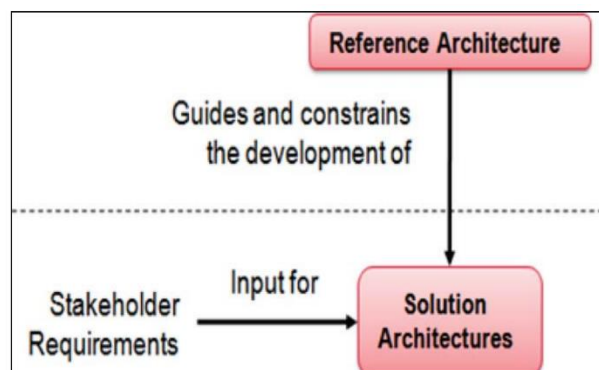 Reference Architecture
Guides and constrains
the development of
Input for
Stakeholder
Requirements
Solution
Architectures